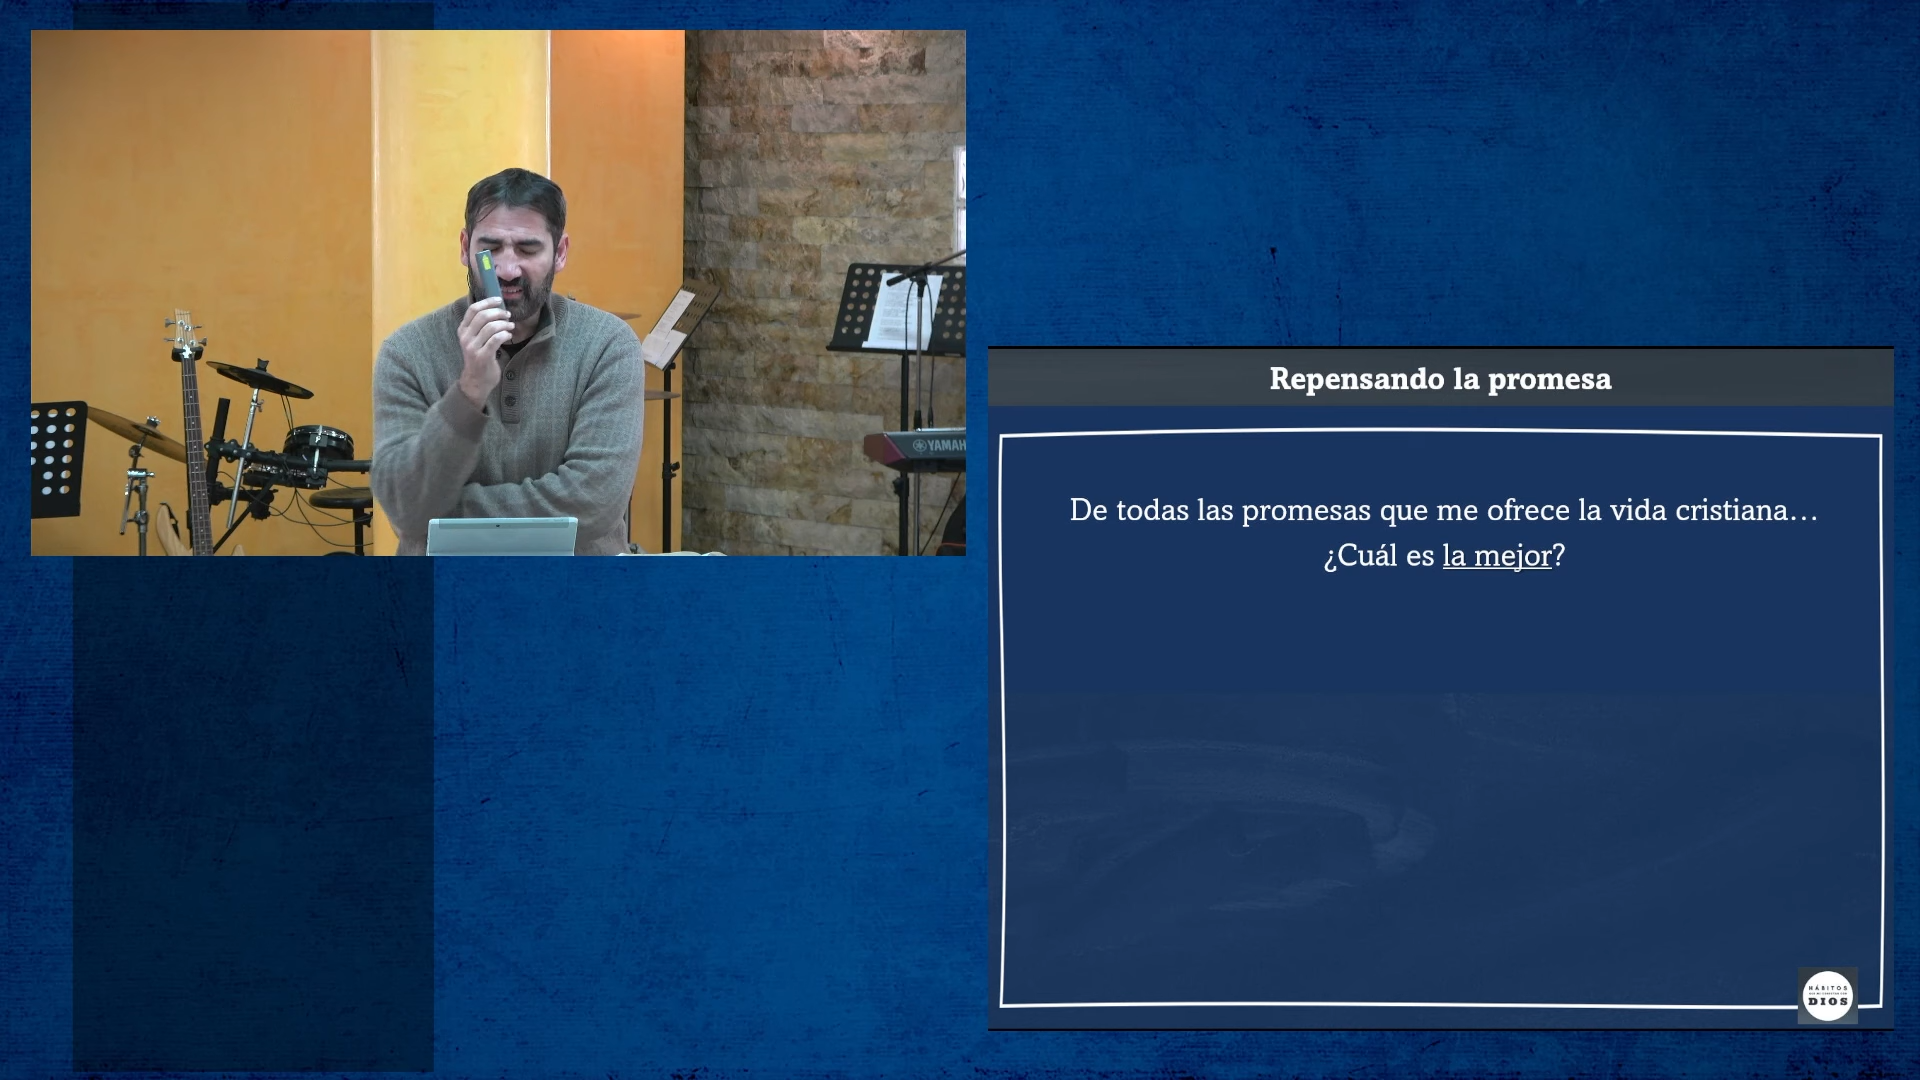 YAMAH
Repensando la promesa
De todas las promesas que me ofrece la vida cristiana…
¿Cuál es la mejor?
HÁBITOS
DIOS